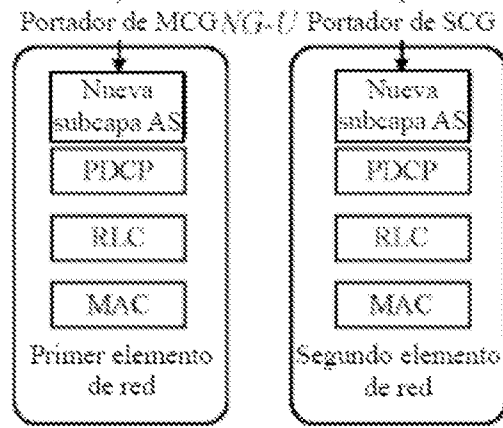 Portador de MCG NG-U Portador de SCG
Nueva
subcapa AS
PDCP
RLC
MAC
Primer elemento
de red
Nueva
subcapa AS
PDCP
RLC
MAC
Segundo elemento
de red